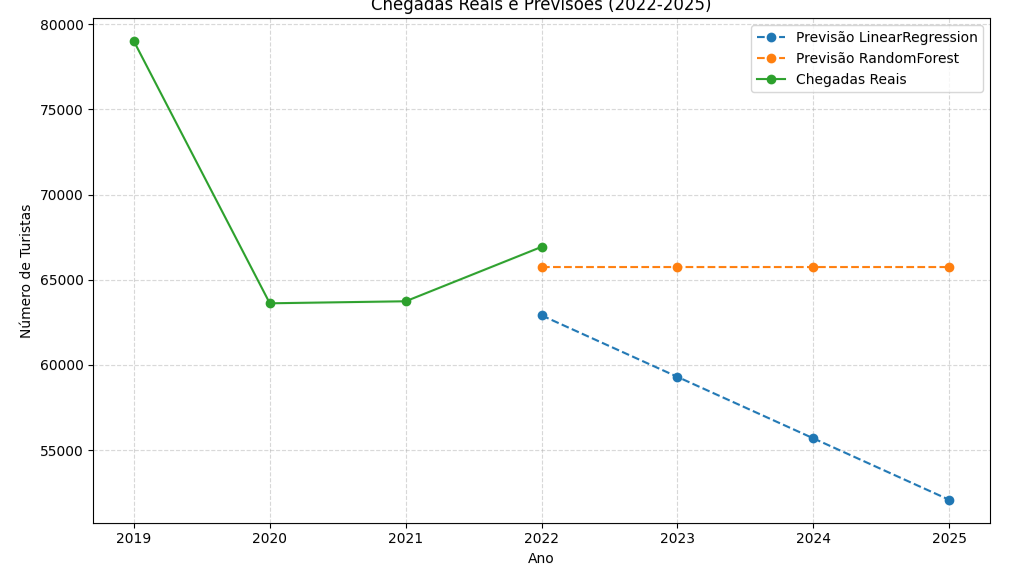 Chegadas Reais e Previsões (2022-2025)
Previsão LinearRegression
Previsão RandomForest
Chegadas Reais
80000
75000
70000
65000
60000
55000
Número de Turistas
2019 2020 2021 2022 2023 2024 2025
Ano